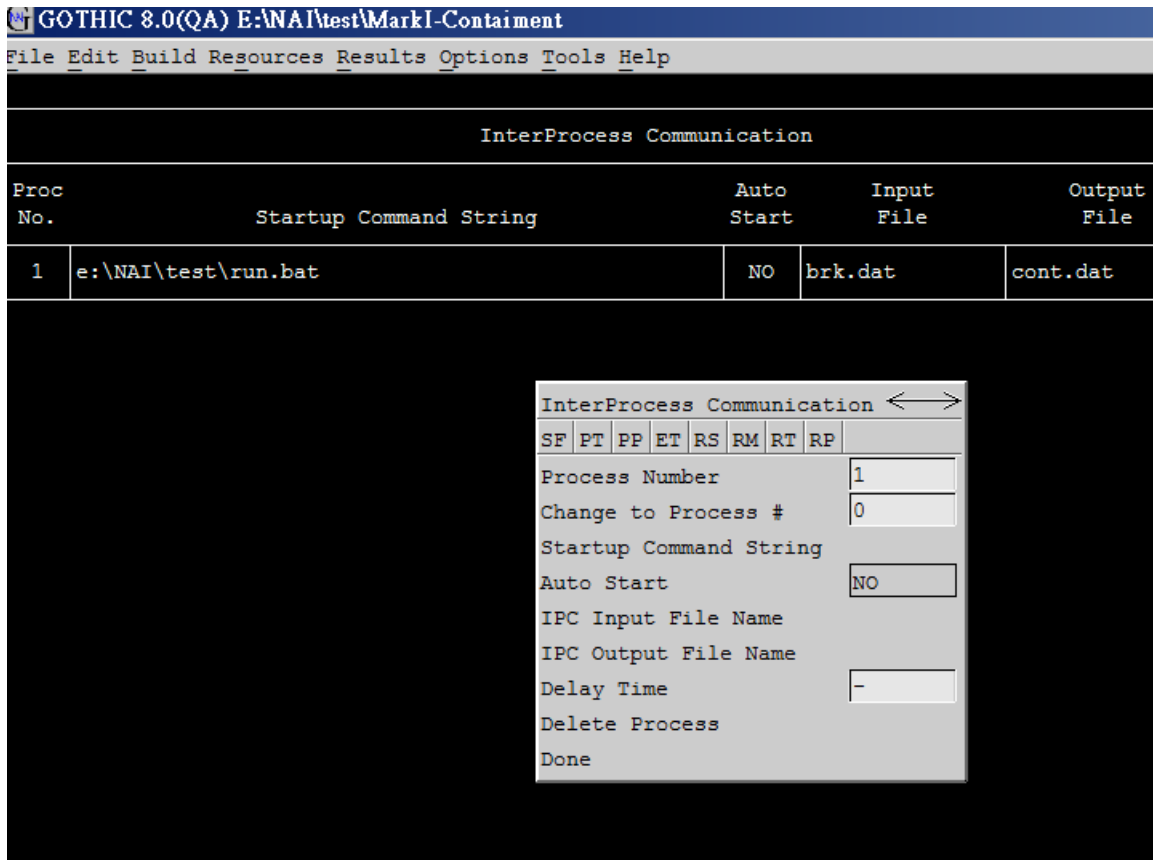 GOTHIC 8.0(QA) E:\NAI\test\MarkI-Contaiment
File Edit Build Resources Results Options Tools Help
InterProcess Communication
Proc No. Startup Command String Auto Start Input File Output File
1 e:\NAI\test\run.bat NO brk.dat cont.dat
InterProcess Communication
SF PT PP ET RS RM RT RP
Process Number 1
Change to Process # 0
Startup Command String
Auto Start NO
IPC Input File Name
IPC Output File Name
Delay Time -
Delete Process
Done